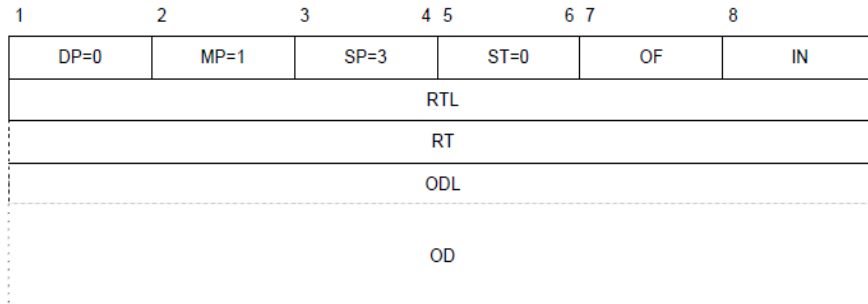 1 2 3 4 5 6 7 8
DP=0 MP=1 SP=3 ST=0 OF IN
RTL
RT
ODL
OD